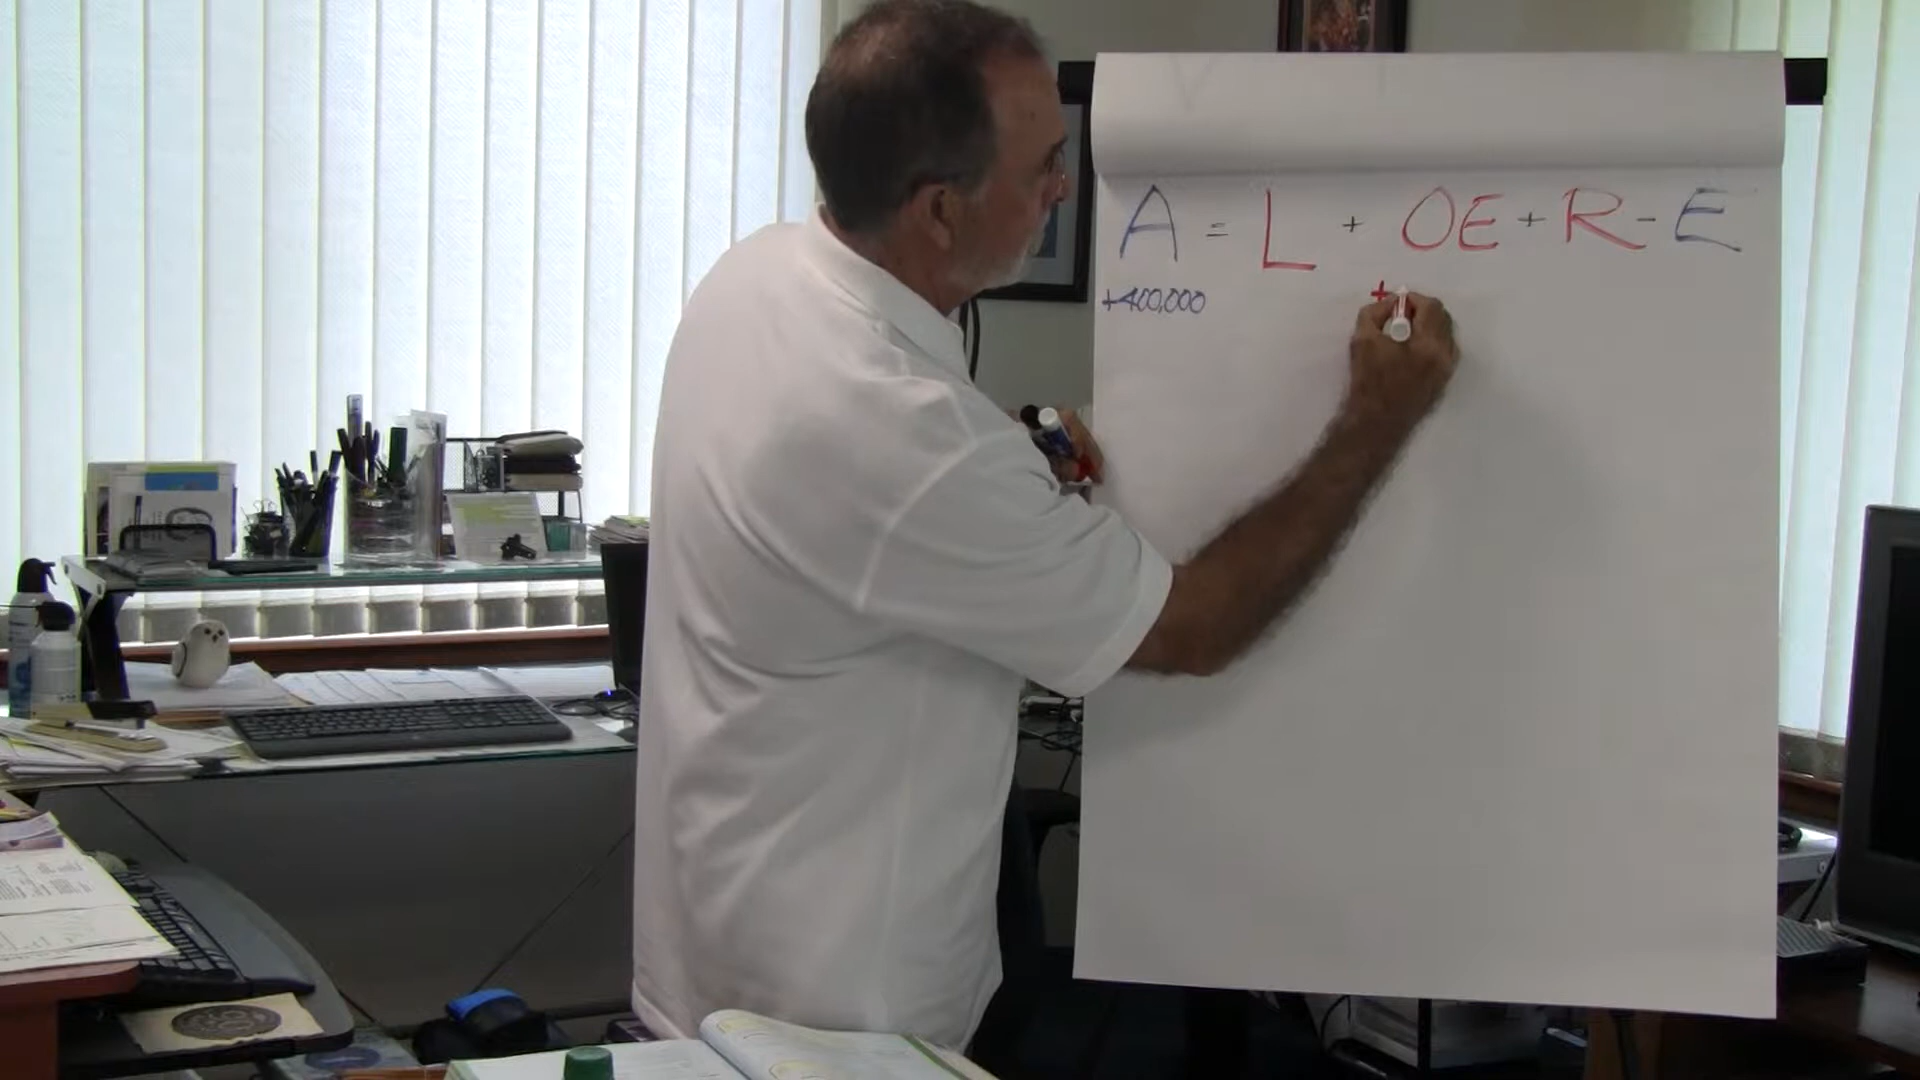 A = L + OE + R - E
+400,000 +